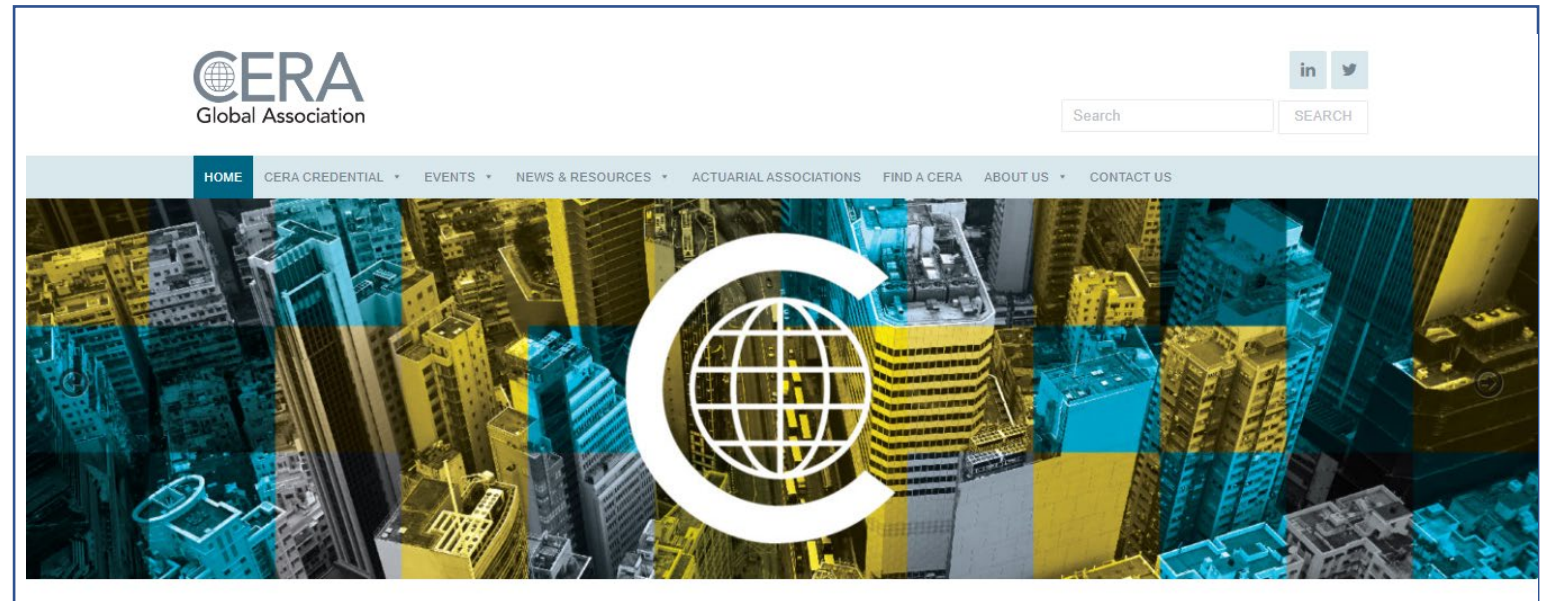 CERA
Global Association
in
Search
SEARCH
HOME CERA CREDENTIAL EVENTS NEWS & RESOURCES ACTUARIAL ASSOCIATIONS FIND A CERA ABOUT US CONTACT US